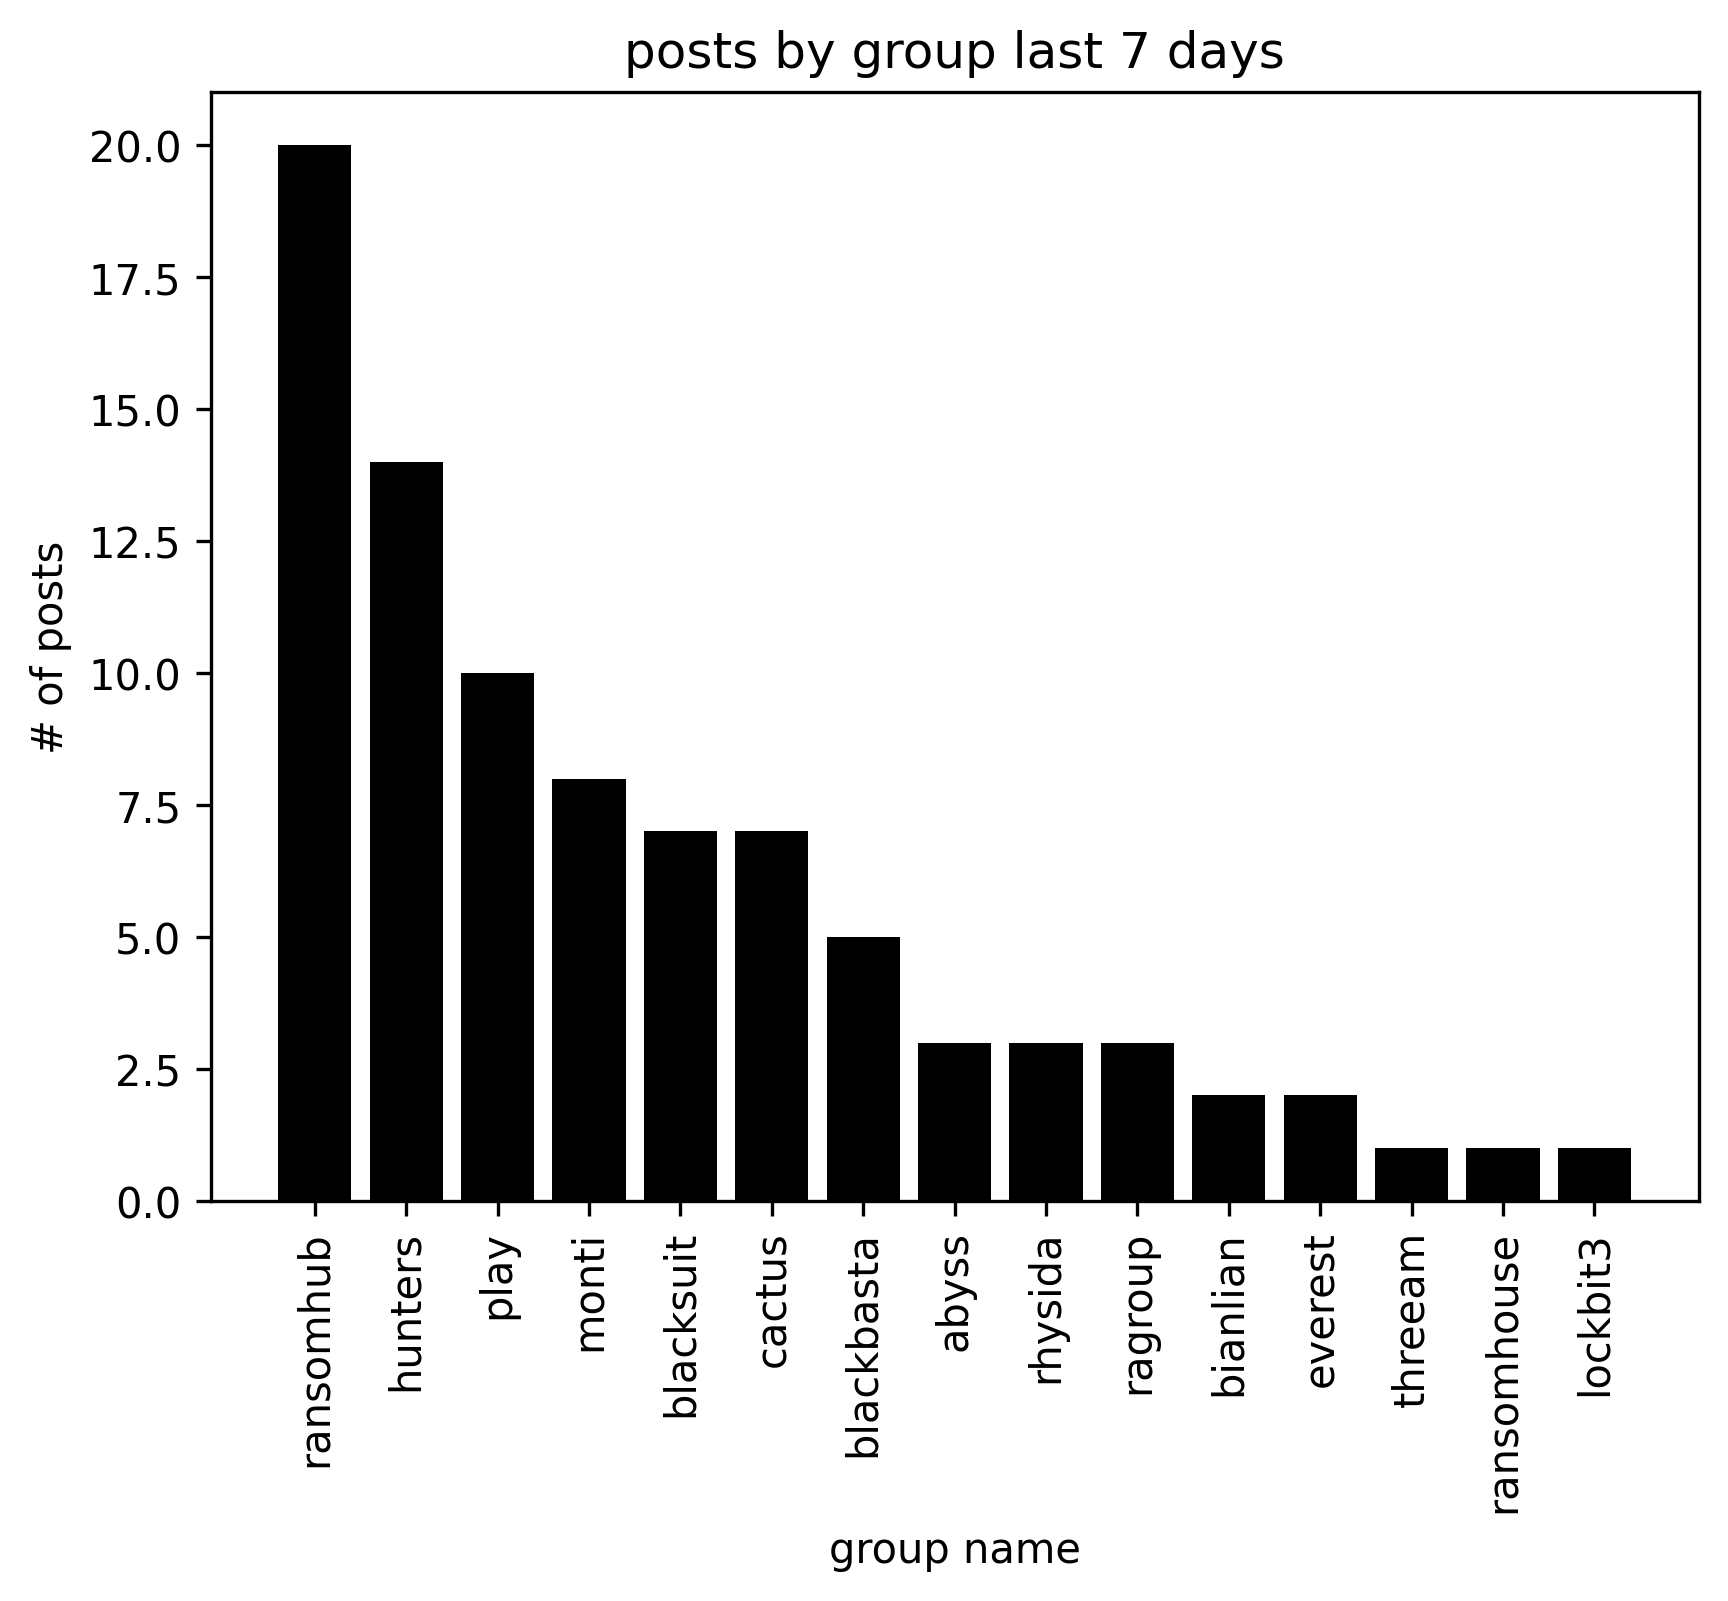 posts by group last 7 days
# of posts
20.0
17.5
15.0
12.5
10.0
7.5
5.0
2.5
0.0
ransomhub
hunters
play
monti
blacksuit
cactus
blackbasta
abyss
rhysida
ragroup
bianlian
everest
threeam
ransomhouse
lockbit3
group name